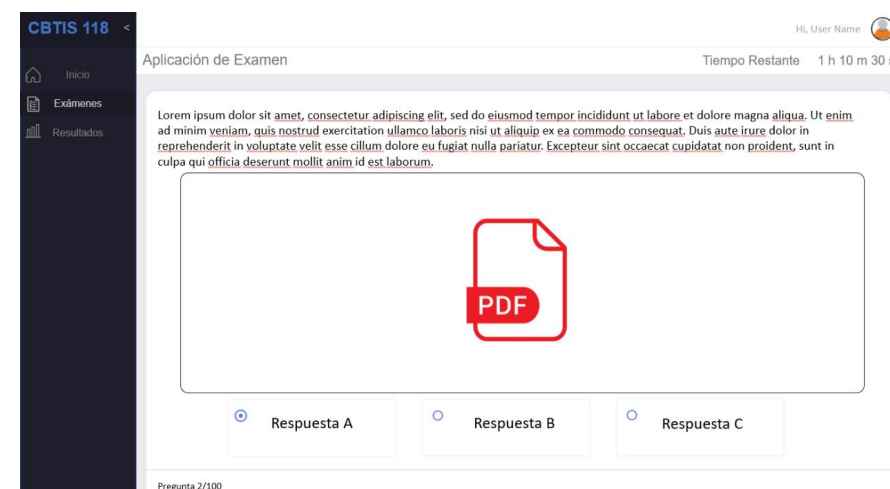 CBTIS 118 <
Hi, User Name
Aplicación de Examen
Tiempo Restante 1 h 10 m 30
Inicio
Exámenes
Resultados
Lorem ipsum dolor sit amet, consectetur adipiscing elit, sed do eiusmod tempor incididunt ut labore et dolore magna aliqua. Ut enim
ad minim veniam, quis nostrud exercitation ullamco laboris nisi ut aliquip ex ea commodo consequat. Duis aute irure dolor in
reprehenderit in voluptate velit esse cillum dolore eu fugiat nulla pariatur. Excepteur sint occaecat cupidatat non proident, sunt in
culpa qui officia deserunt mollit anim id est laborum.
PDF
Respuesta A
Respuesta B
Respuesta C
Pregunta 2/100